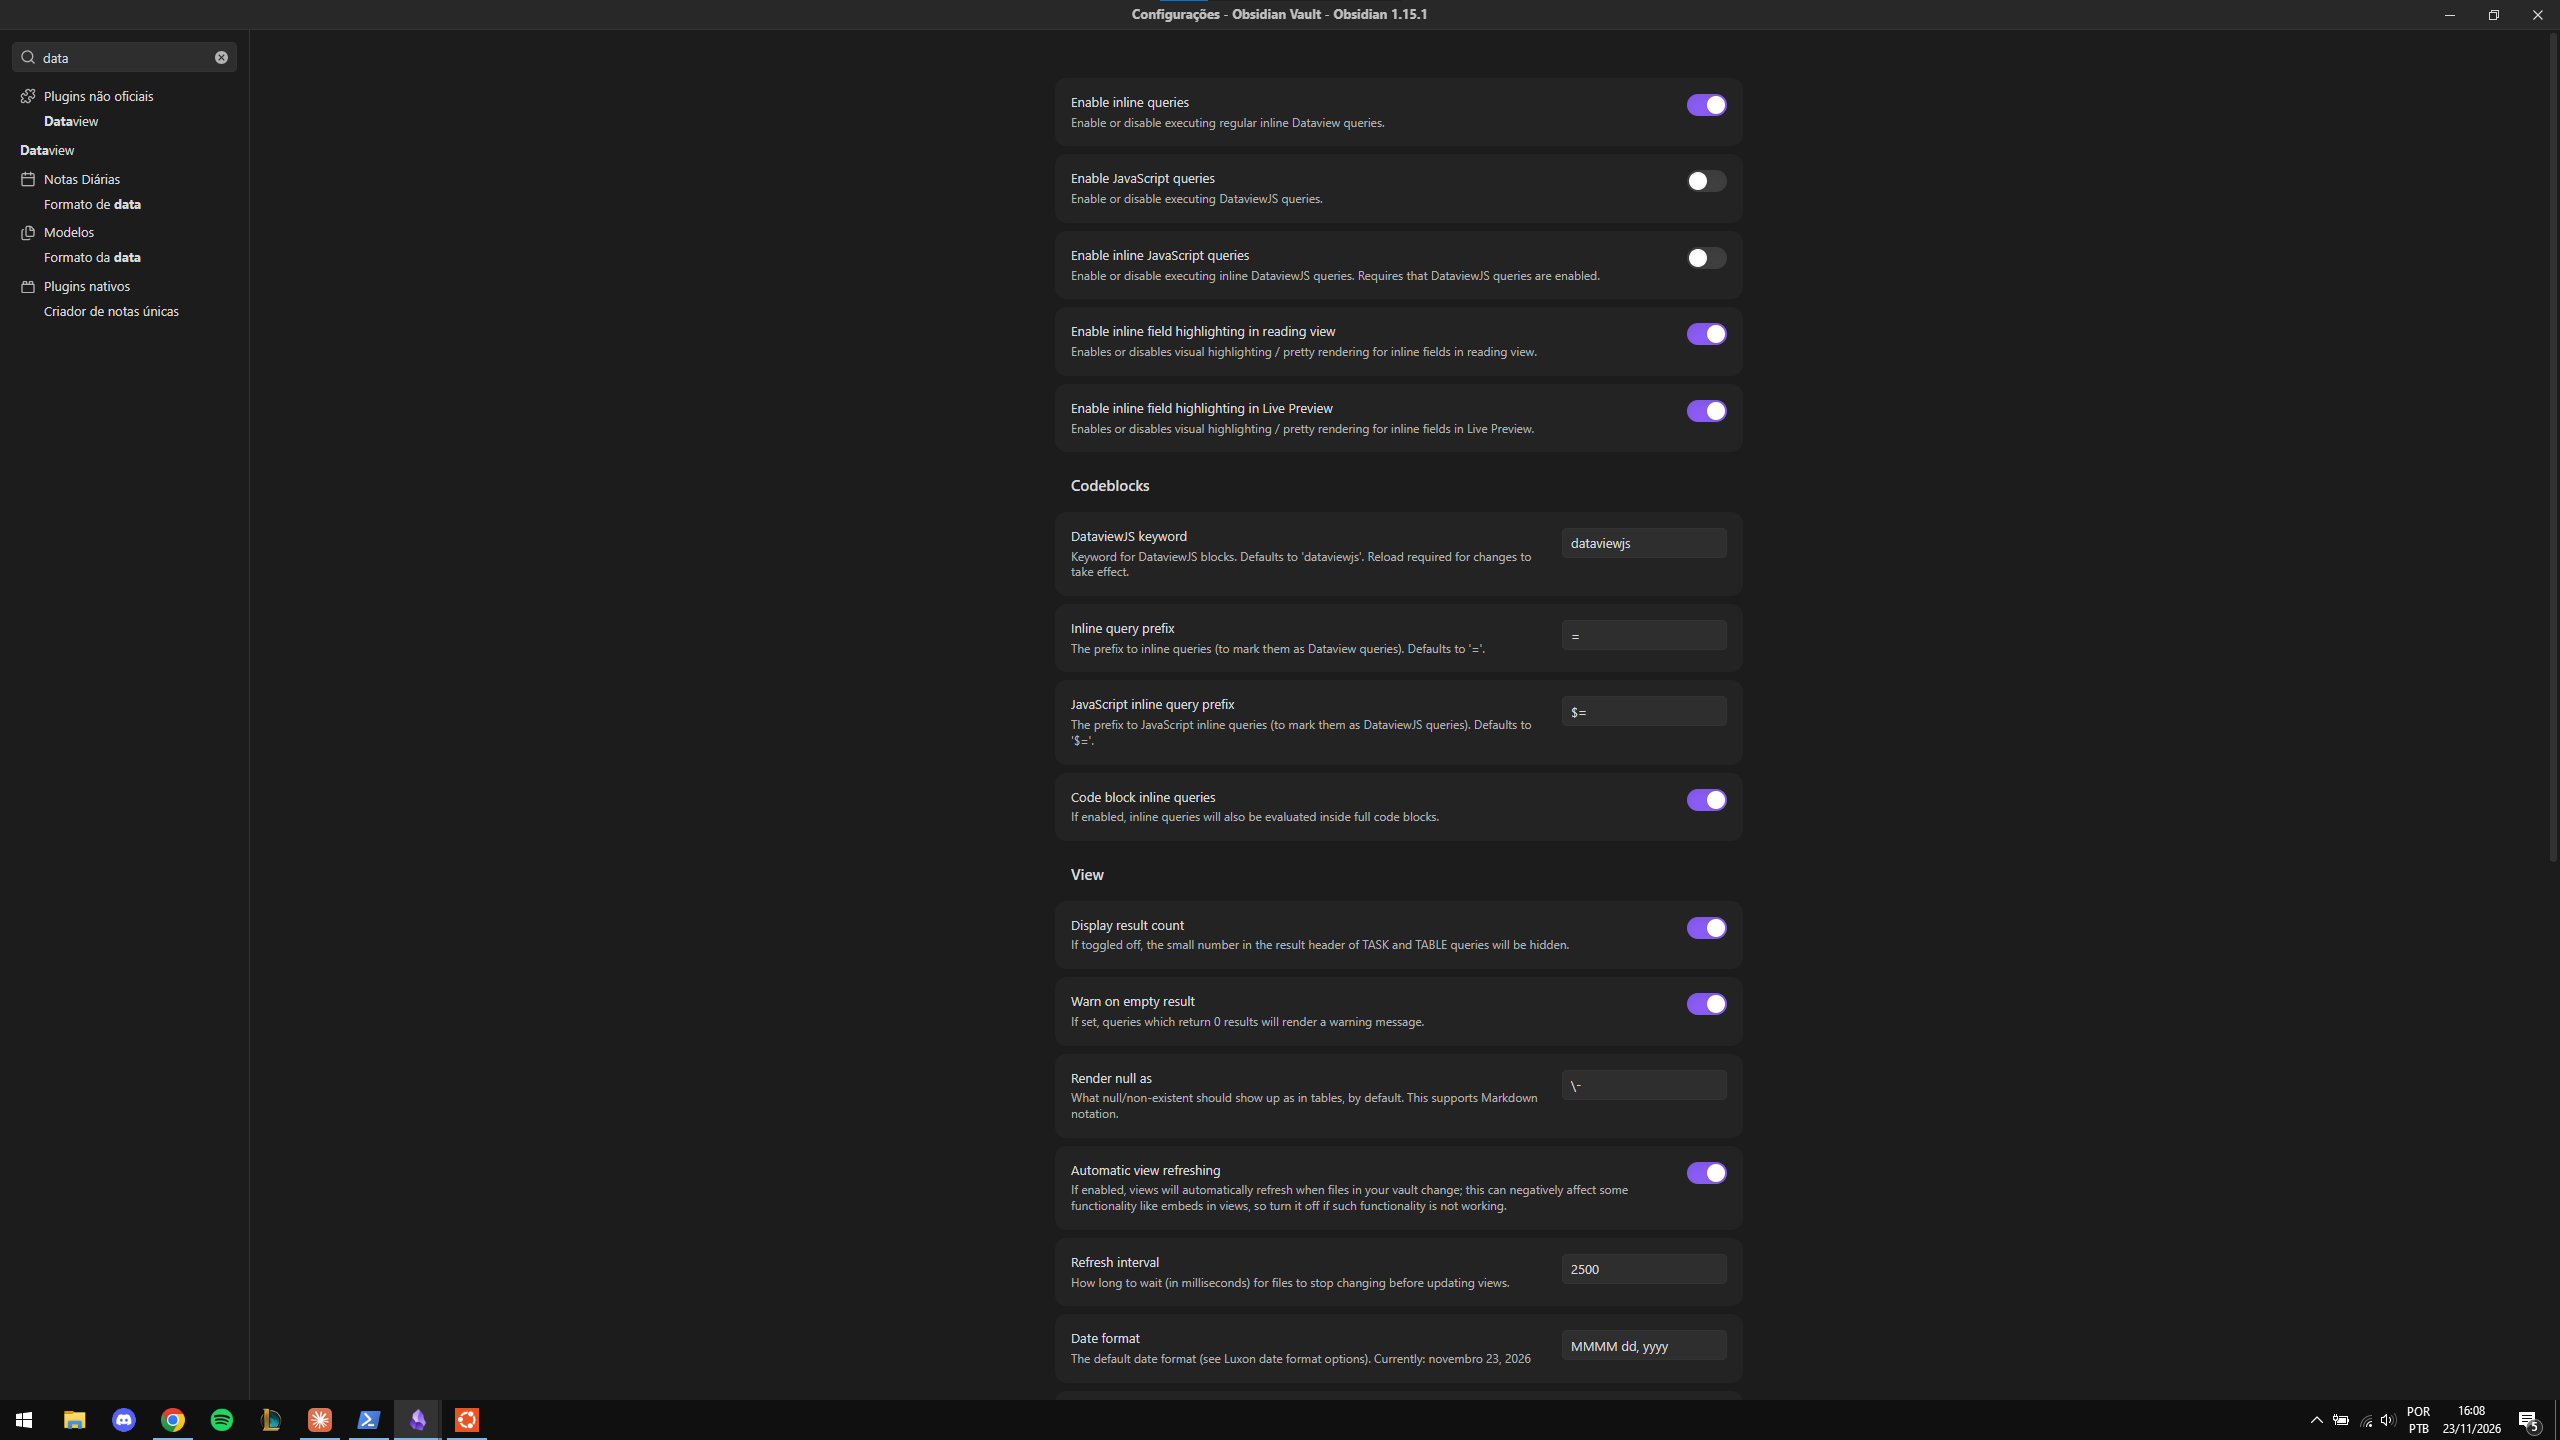 Configurações - Obsidian Vault - Obsidian 1.15.1
data
Plugins não oficiais
Dataview
Dataview
Notas Diárias
Formato de data
Modelos
Formato da data
Plugins nativos
Criador de notas únicas
Enable inline queries
Enable or disable executing regular inline Dataview queries.
Enable JavaScript queries
Enable or disable executing DataviewJS queries.
Enable inline JavaScript queries
Enable or disable executing inline DataviewJS queries. Requires that DataviewJS queries are enabled.
Enable inline field highlighting in reading view
Enables or disables visual highlighting / pretty rendering for inline fields in reading view.
Enable inline field highlighting in Live Preview
Enables or disables visual highlighting / pretty rendering for inline fields in Live Preview.
Codeblocks
DataviewJS keyword
Keyword for DataviewJS blocks. Defaults to 'dataviewjs'. Reload required for changes to
take effect.
dataviewjs
Inline query prefix
The prefix to inline queries (to mark them as Dataview queries). Defaults to '='.
=
JavaScript inline query prefix
The prefix to JavaScript inline queries (to mark them as DataviewJS queries). Defaults to
'$='.
$=
Code block inline queries
If enabled, inline queries will also be evaluated inside full code blocks.
View
Display result count
If toggled off, the small number in the result header of TASK and TABLE queries will be hidden.
Warn on empty result
If set, queries which return 0 results will render a warning message.
Render null as
What null/non-existent should show up as in tables, by default. This supports Markdown
notation.
\-
Automatic view refreshing
If enabled, views will automatically refresh when files in your vault change; this can negatively affect some
functionality like embeds in views, so turn it off if such functionality is not working.
Refresh interval
How long to wait (in milliseconds) for files to stop changing before updating views.
2500
Date format
The default date format (see Luxon date format options). Currently: novembro 23, 2026
MMMM dd, yyyy
POR
PTB
16:08
23/11/2026
5